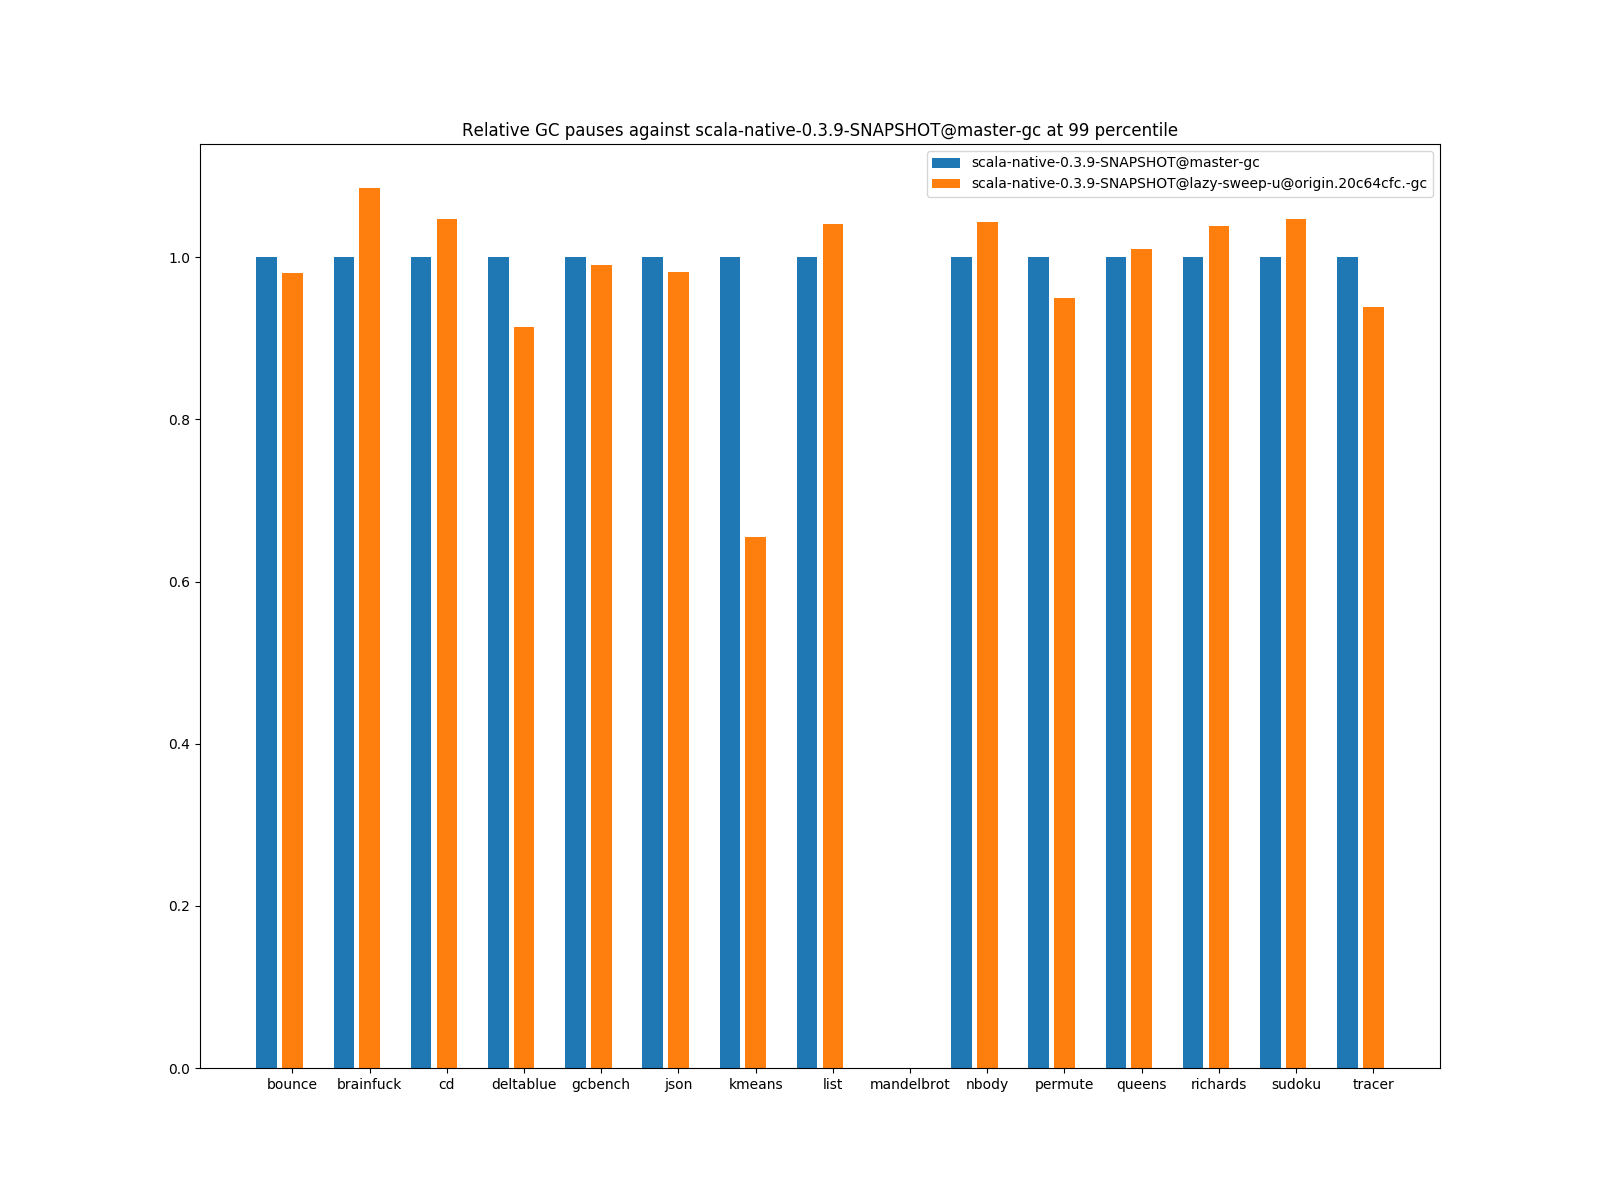 Relative GC pauses against scala-native-0.3.9-SNAPSHOT@master-gc at 99 percentile
scala-native-0.3.9-SNAPSHOT@master-gc
scala-native-0.3.9-SNAPSHOT@lazy-sweep-u@origin.20c64cfc.-gc
1.0
0.8
0.6
0.4
0.2
0.0
bounce brainfuck cd deltablue gcbench json kmeans list mandelbrot nbody permute queens richards sudoku tracer